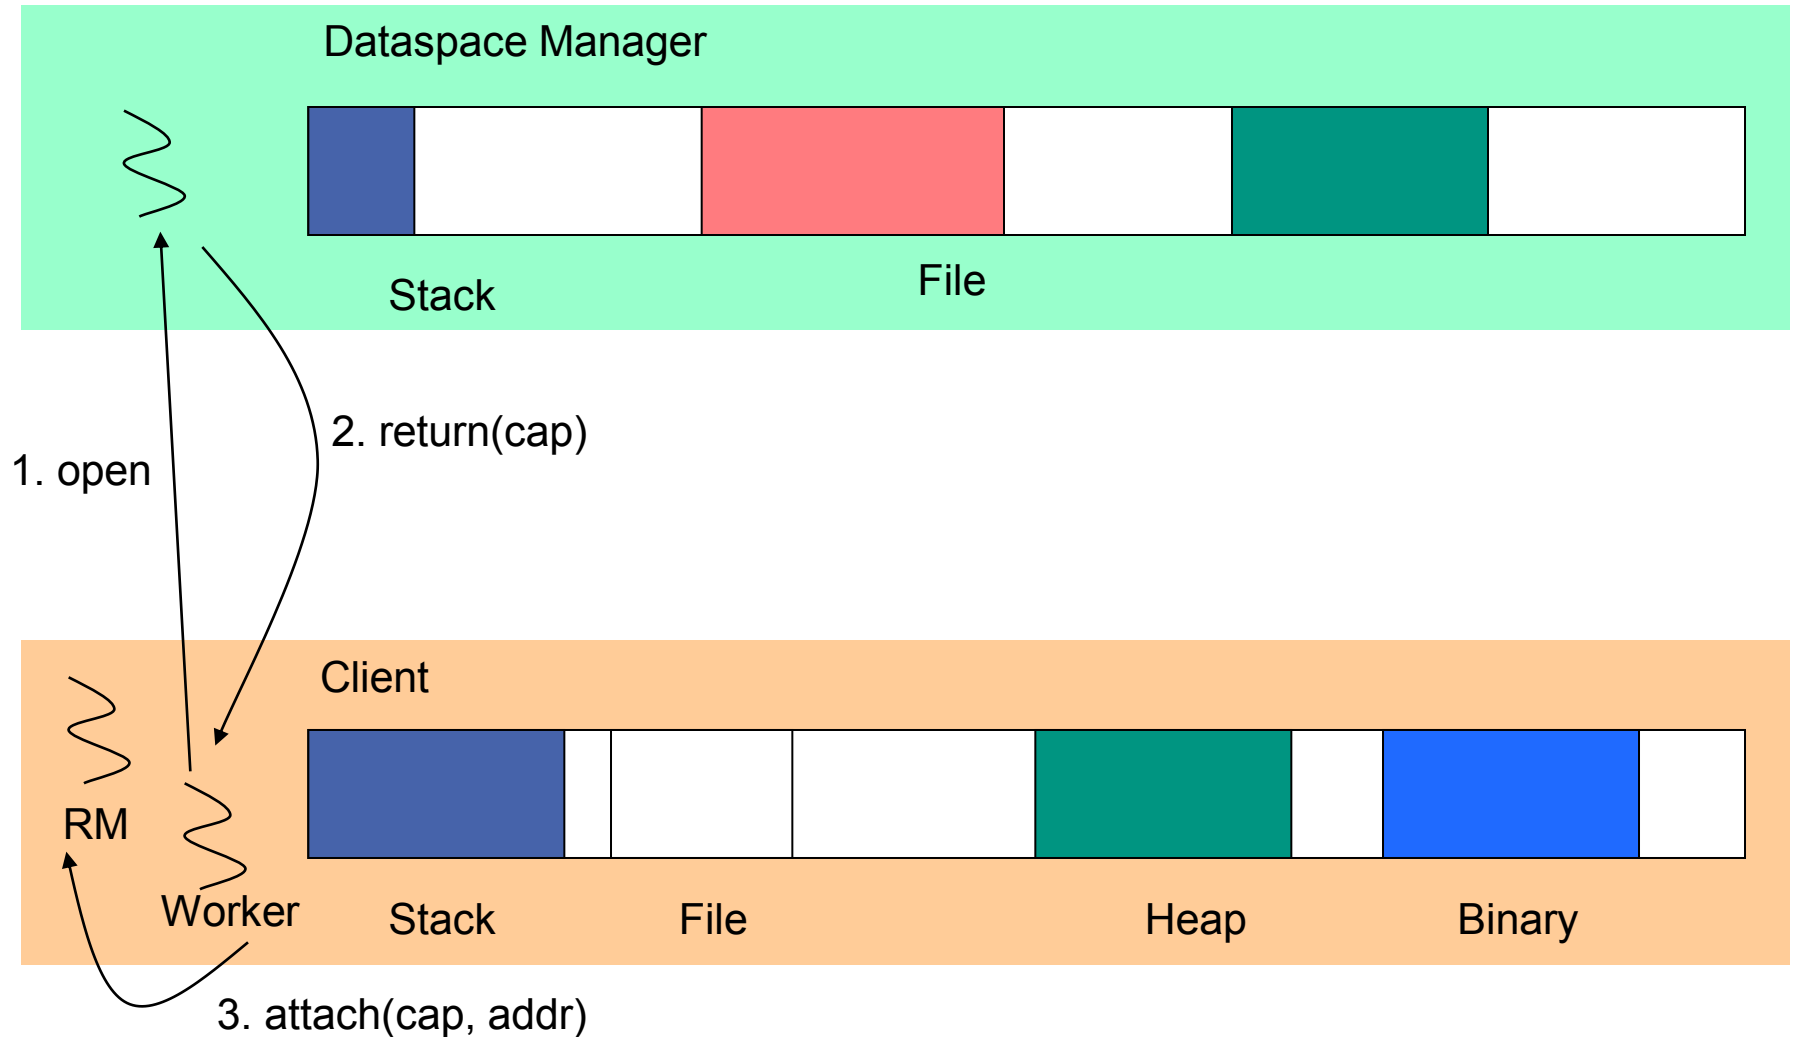 Dataspace Manager
Stack
File
2. return(cap)
1. open
Client
RM
Worker
Stack
File
Heap
Binary
3. attach(cap, addr)